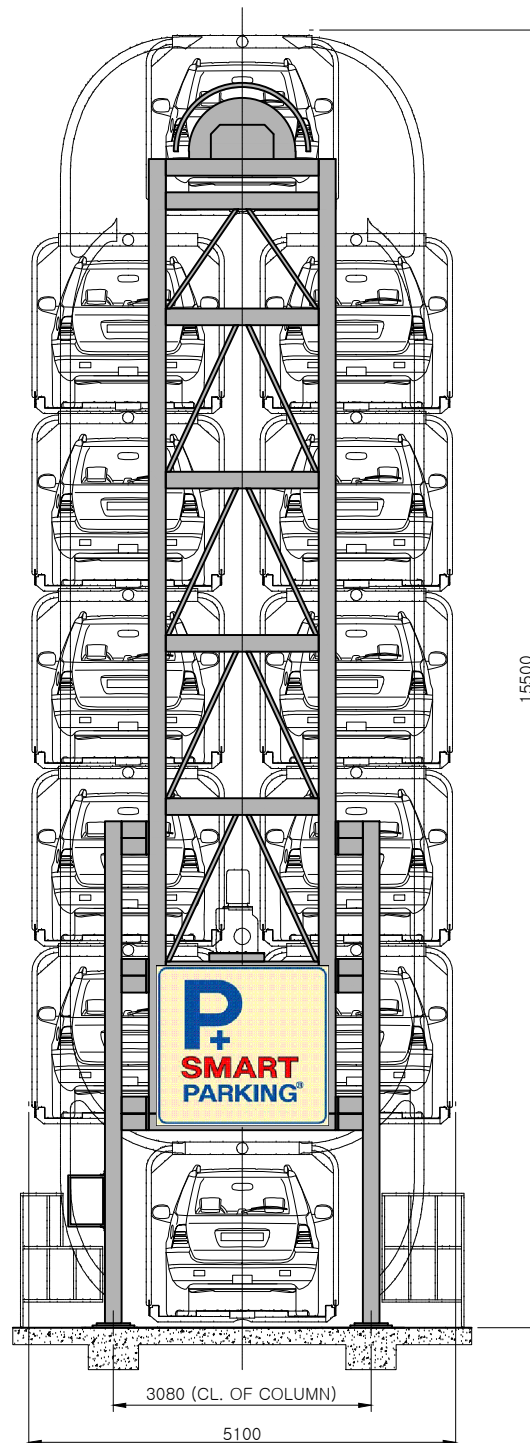 15500
P+
SMART
PARKING®
3080 (CL. OF COLUMN)
5100